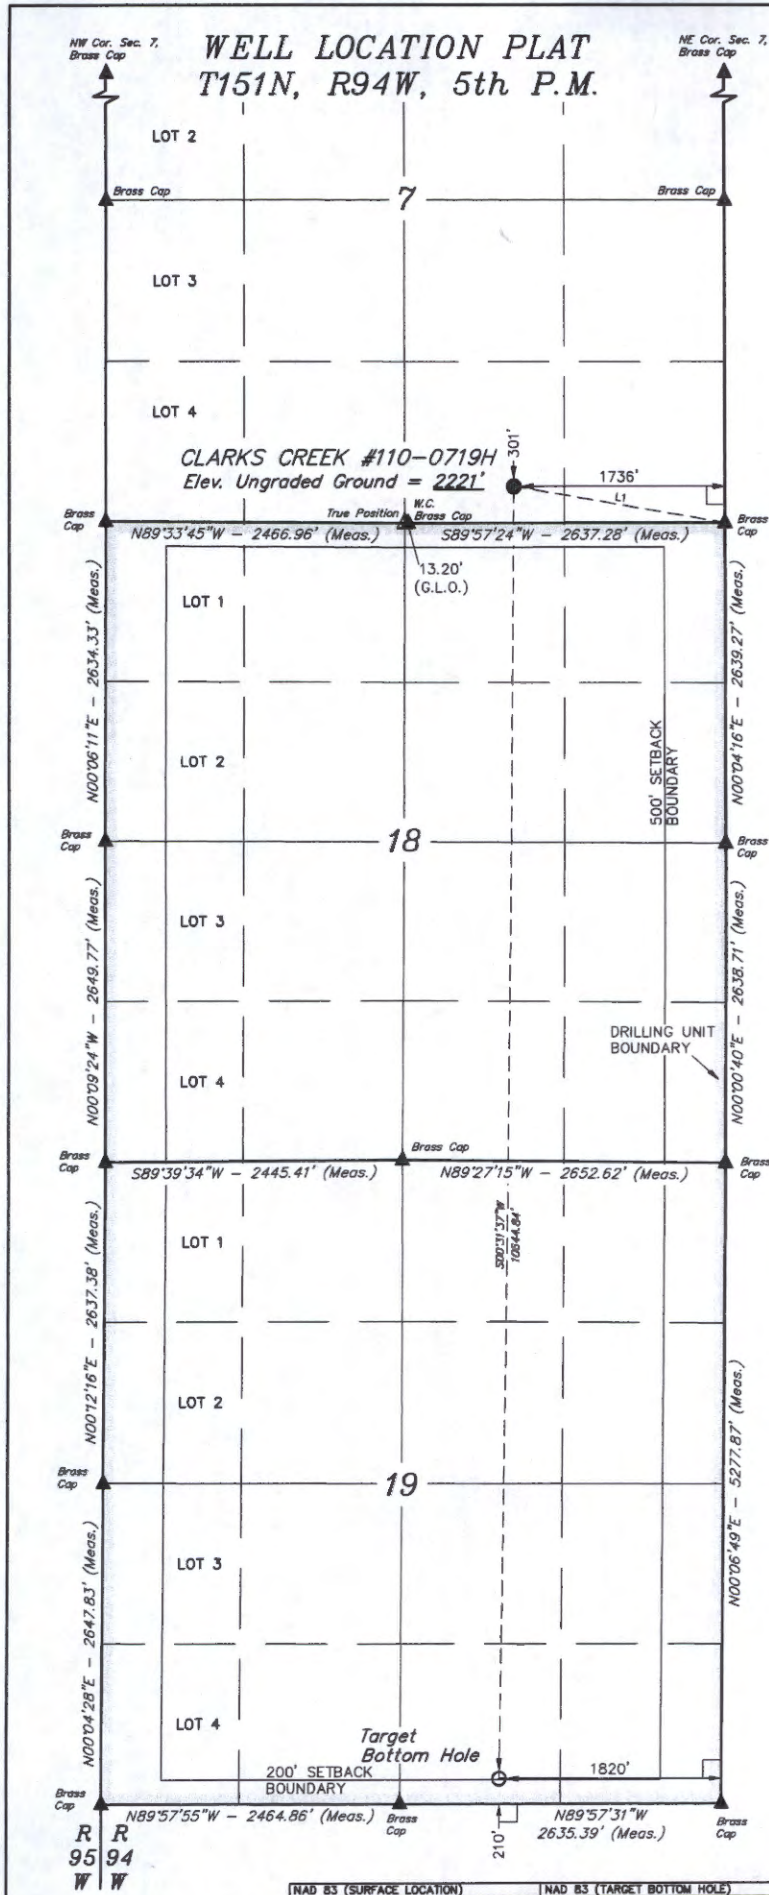 WELL LOCATION PLAT
T151N, R94W, 5th P.M.
NW Cor. Sec. 7,
Brass Cap
NE Cor. Sec. 7,
Brass Cap
LOT 2
Brass Cap
7
Brass Cap
LOT 3
LOT 4
CLARKS CREEK #110-0719H
Elev. Ungraded Ground = 2221'
301'
1736'
L1
Brass
Cap
True Position
W.C.
Brass Cap
Brass
Cap
N89°33'45"W - 2466.96' (Meas.)
S89°57'24"W - 2637.28' (Meas.)
13.20'
(G.L.O.)
LOT 1
N00°06'11"E - 2634.33' (Meas.)
N00°04'16"E - 2639.27' (Meas.)
LOT 2
500' SETBACK
BOUNDARY
Brass
Cap
18
Brass
Cap
LOT 3
N00°09'24"W - 2649.77' (Meas.)
N00°00'40"E - 2638.71' (Meas.)
DRILLING UNIT
BOUNDARY
LOT 4
Brass
Cap
Brass Cap
Brass
Cap
S89°39'34"W - 2445.41' (Meas.)
N89°27'15"W - 2652.62' (Meas.)
LOT 1
S00°31'37"W
10644.84'
N00°12'16"E - 2637.38' (Meas.)
LOT 2
N00°06'49"E - 5277.87' (Meas.)
Brass
Cap
19
LOT 3
N00°04'28"E - 2647.83' (Meas.)
LOT 4
Target
Bottom Hole
200' SETBACK
BOUNDARY
1820'
Brass
Cap
N89°57'55"W - 2464.86' (Meas.)
Brass
Cap
210'
N89°57'31"W
2635.39' (Meas.)
Brass
Cap
R R
95 94
W W
NAD 83 (SURFACE LOCATION)
NAD 83 (TARGET BOTTOM HOLE)